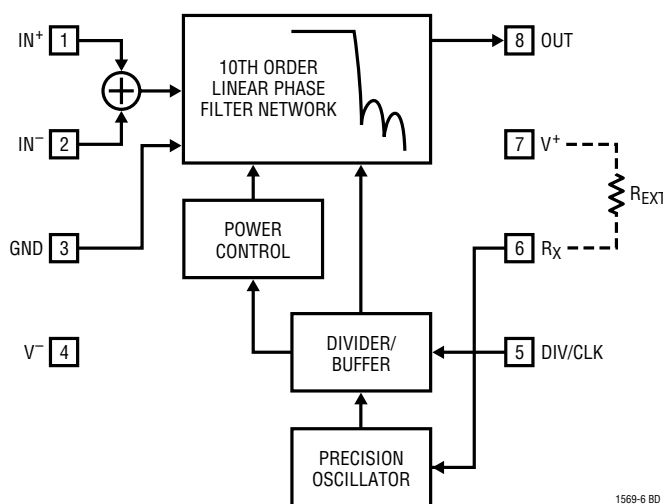 IN+ 1
8 OUT
10TH ORDER
LINEAR PHASE
FILTER NETWORK
IN− 2
7 V+
REXT
GND 3
POWER
CONTROL
6 RX
V− 4
DIVIDER/
BUFFER
5 DIV/CLK
PRECISION
OSCILLATOR
1569-6 BD